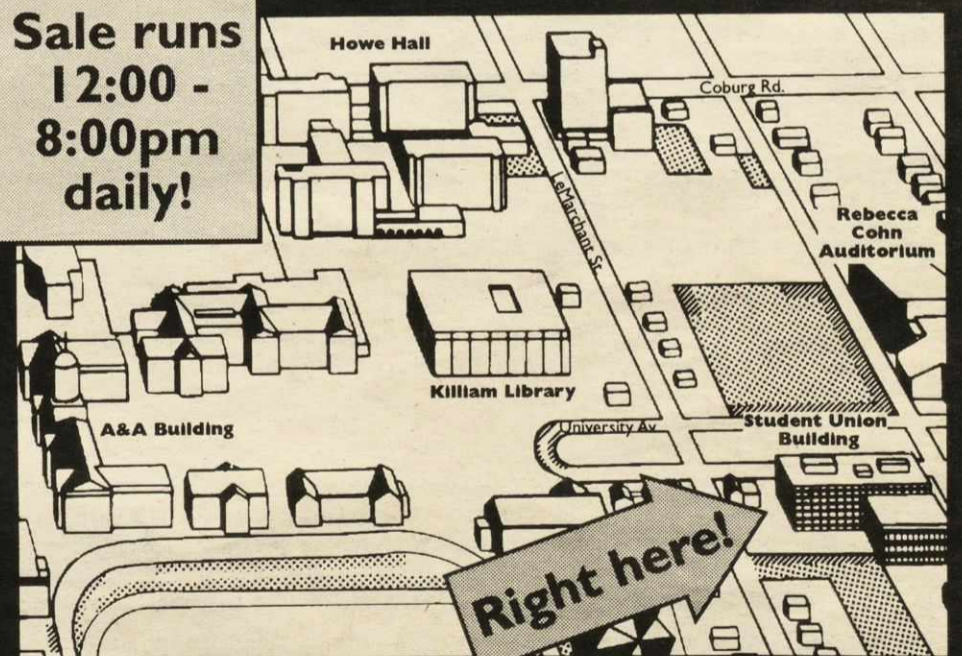 Sale runs
12:00 -
8:00pm
daily!
Howe Hall
Coburg Rd.
LeMarchant St.
Rebecca
Cohn
Auditorium
Killiam Library
A&A Building
University Av
Student Union
Building
Right here!